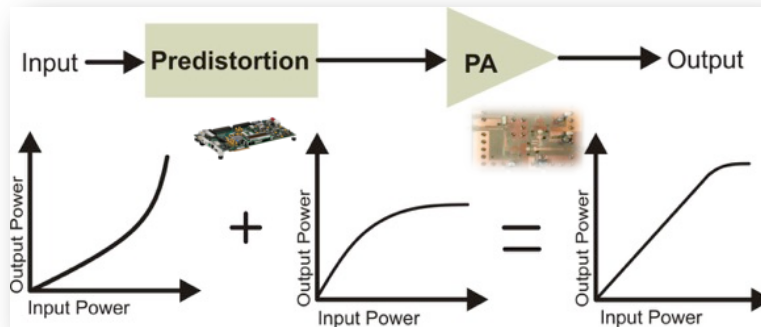 Input
Predistortion
PA
Output
Output Power
Input Power
+
Output Power
Input Power
=
Output Power
Input Power